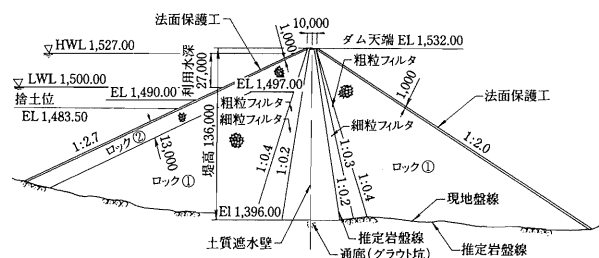 10,000
法面保護工
1,000
ダム天端 EL 1,532.00
HWL 1,527.00
利用水深
27,000
粗粒フィルタ
LWL 1,500.00
EL 1,497.00
1,000
EL 1,490.00
法面保護工
捨土位
粗粒フィルタ
EL 1,483.50
細粒フィルタ
細粒フィルタ
堤高 136,000
1:2.7
ロック②
13,000
1:0.4
1:0.2
1:0.3
1:2.0
ロック①
ロック①
1:0.2
1:0.4
El 1,396.00
現地盤線
土質遮水壁
推定岩盤線
推定岩盤線
通廊(グラウト坑)